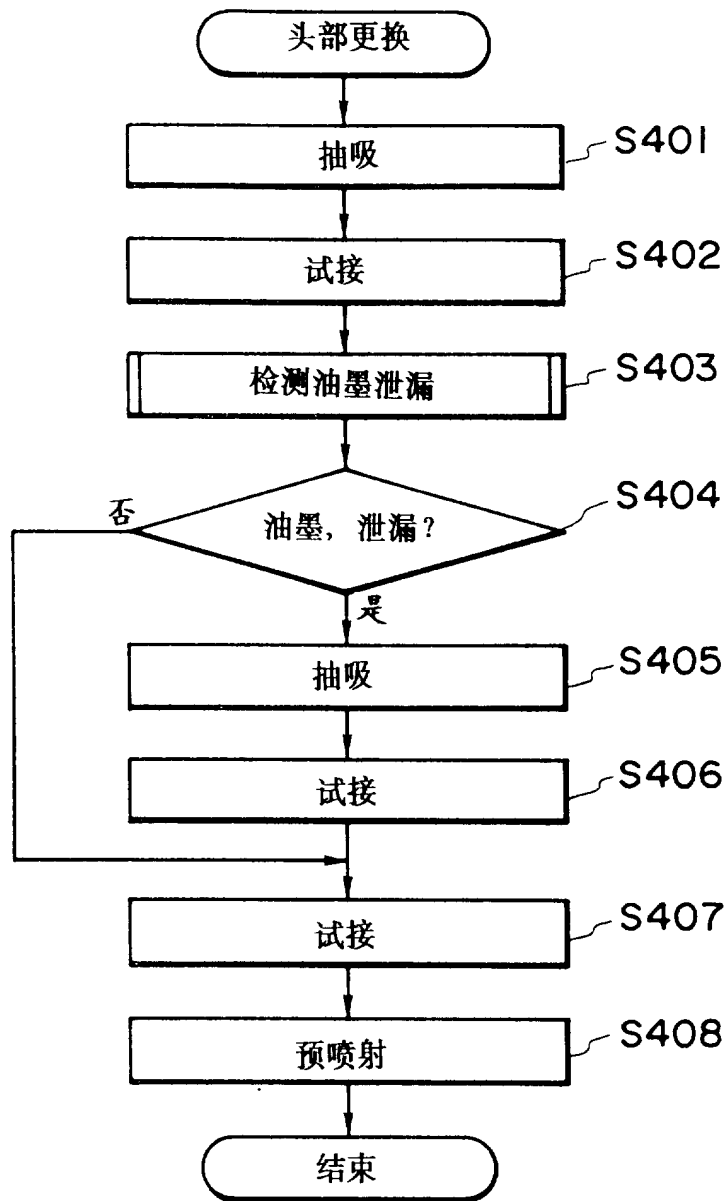 头部更换
抽吸
S401
试接
S402
检测油墨泄漏
S403
油墨，泄漏？
S404
否
是
抽吸
S405
试接
S406
试接
S407
预喷射
S408
结束